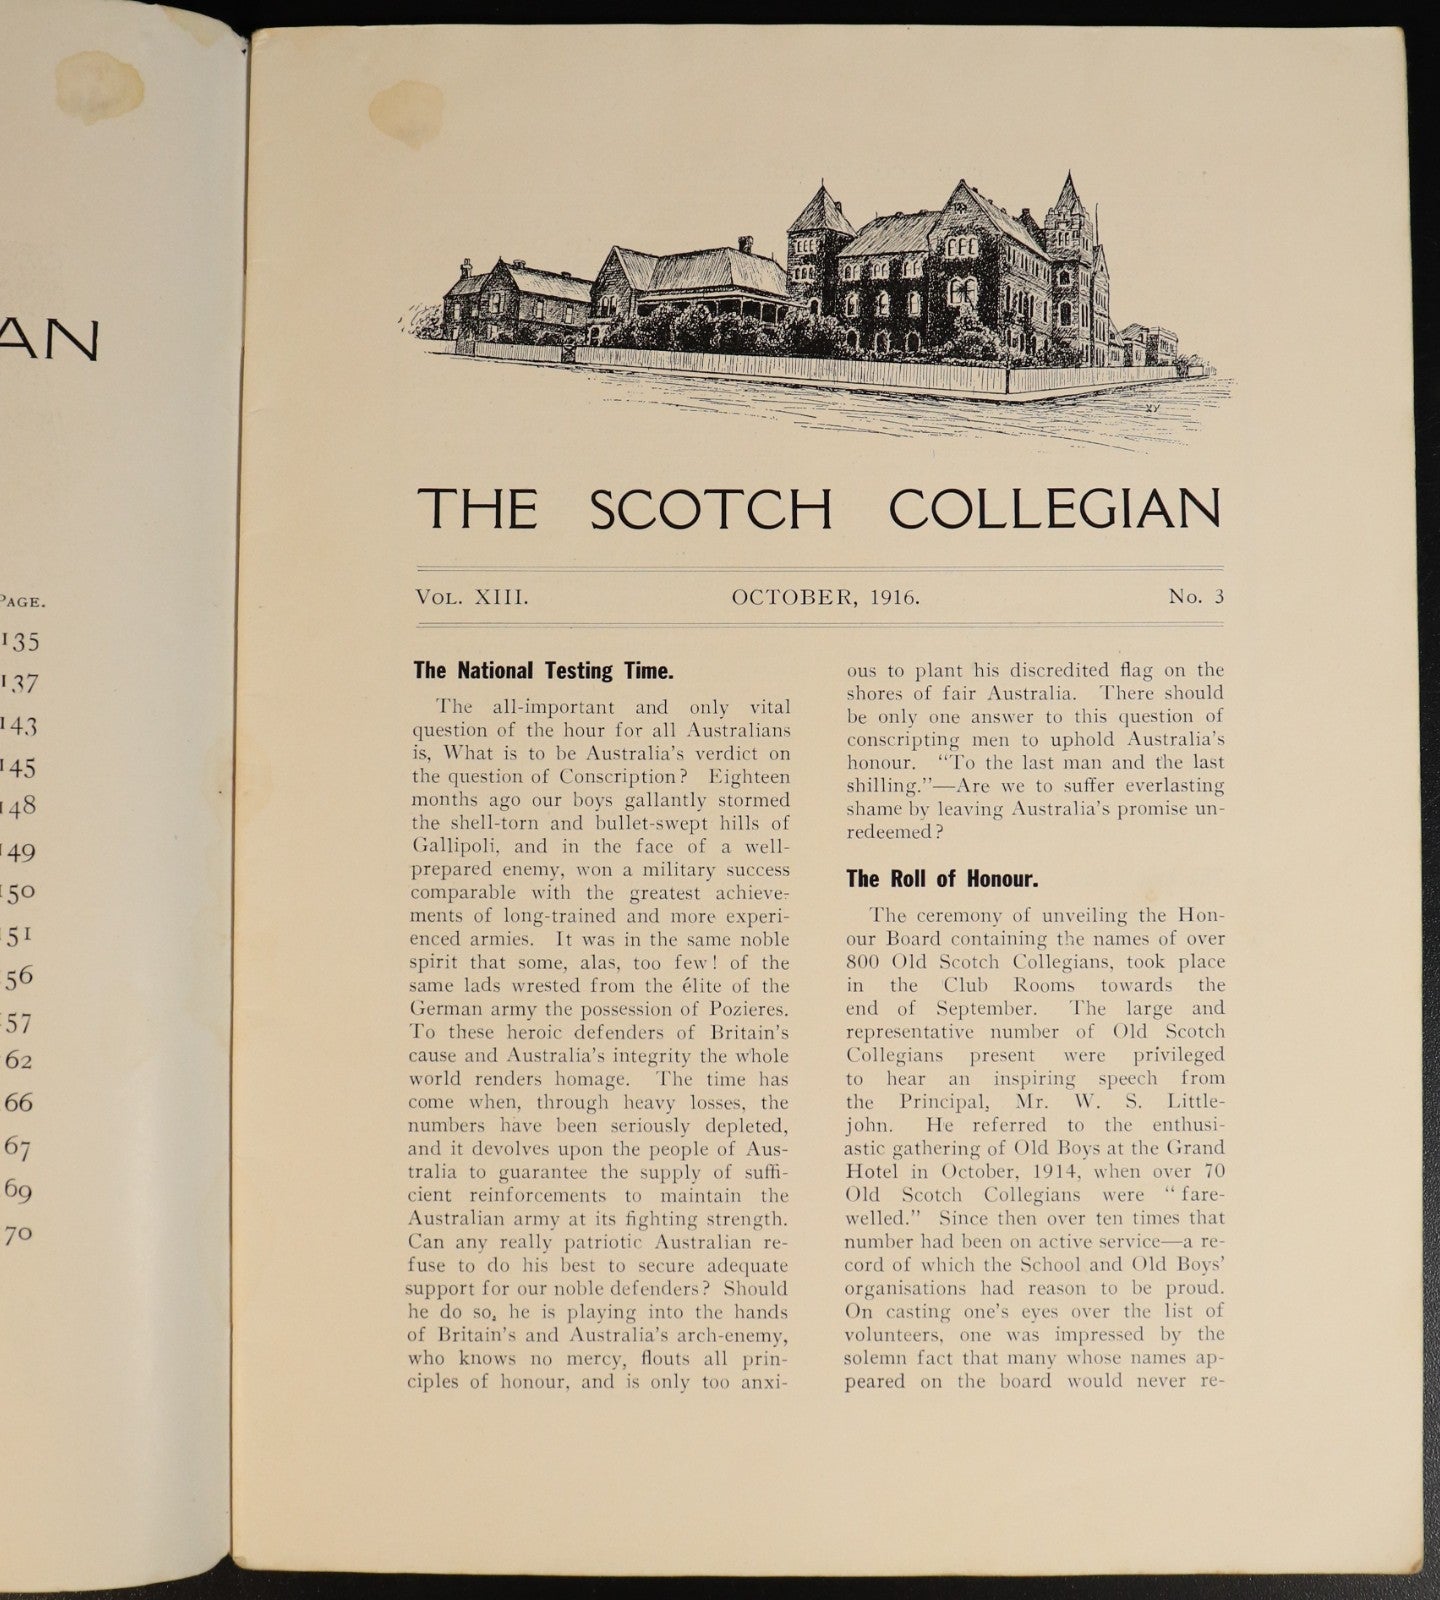 AN
PAGE.
135
137
143
145
148
149
150
151
56
57
62
66
67
69
70
XY
THE SCOTCH COLLEGIAN
VOL. XIII.
OCTOBER, 1916.
No. 3
The National Testing Time.
The all-important and only vital
question of the hour for all Australians
is, What is to be Australia's verdict on
the question of Conscription? Eighteen
months ago our boys gallantly stormed
the shell-torn and bullet-swept hills of
Gallipoli, and in the face of a well-
prepared enemy, won a military success
comparable with the greatest achieve-
ments of long-trained and more experi-
enced armies. It was in the same noble
spirit that some, alas, too few! of the
same lads wrested from the élite of the
German army the possession of Pozieres.
To these heroic defenders of Britain's
cause and Australia's integrity the whole
world renders homage. The time has
come when, through heavy losses, the
numbers have been seriously depleted,
and it devolves upon the people of Aus-
tralia to guarantee the supply of suffi-
cient reinforcements to maintain the
Australian army at its fighting strength.
Can any really patriotic Australian re-
fuse to do his best to secure adequate
support for our noble defenders? Should
he do so, he is playing into the hands
of Britain's and Australia's arch-enemy,
who knows no mercy, flouts all prin-
ciples of honour, and is only too anxi-
ous to plant his discredited flag on the
shores of fair Australia. There should
be only one answer to this question of
conscripting men to uphold Australia's
honour. "To the last man and the last
shilling."—Are we to suffer everlasting
shame by leaving Australia's promise un-
redeemed?
The Roll of Honour.
The ceremony of unveiling the Hon-
our Board containing the names of over
800 Old Scotch Collegians, took place
in the Club Rooms towards the
end of September. The large and
representative number of Old Scotch
Collegians present were privileged
to hear an inspiring speech from
the Principal, Mr. W. S. Little-
john. He referred to the enthusi-
astic gathering of Old Boys at the Grand
Hotel in October, 1914, when over 70
Old Scotch Collegians were "fare-
welled." Since then over ten times that
number had been on active service—a re-
cord of which the School and Old Boys'
organisations had reason to be proud.
On casting one's eyes over the list of
volunteers, one was impressed by the
solemn fact that many whose names ap-
peared on the board would never re-